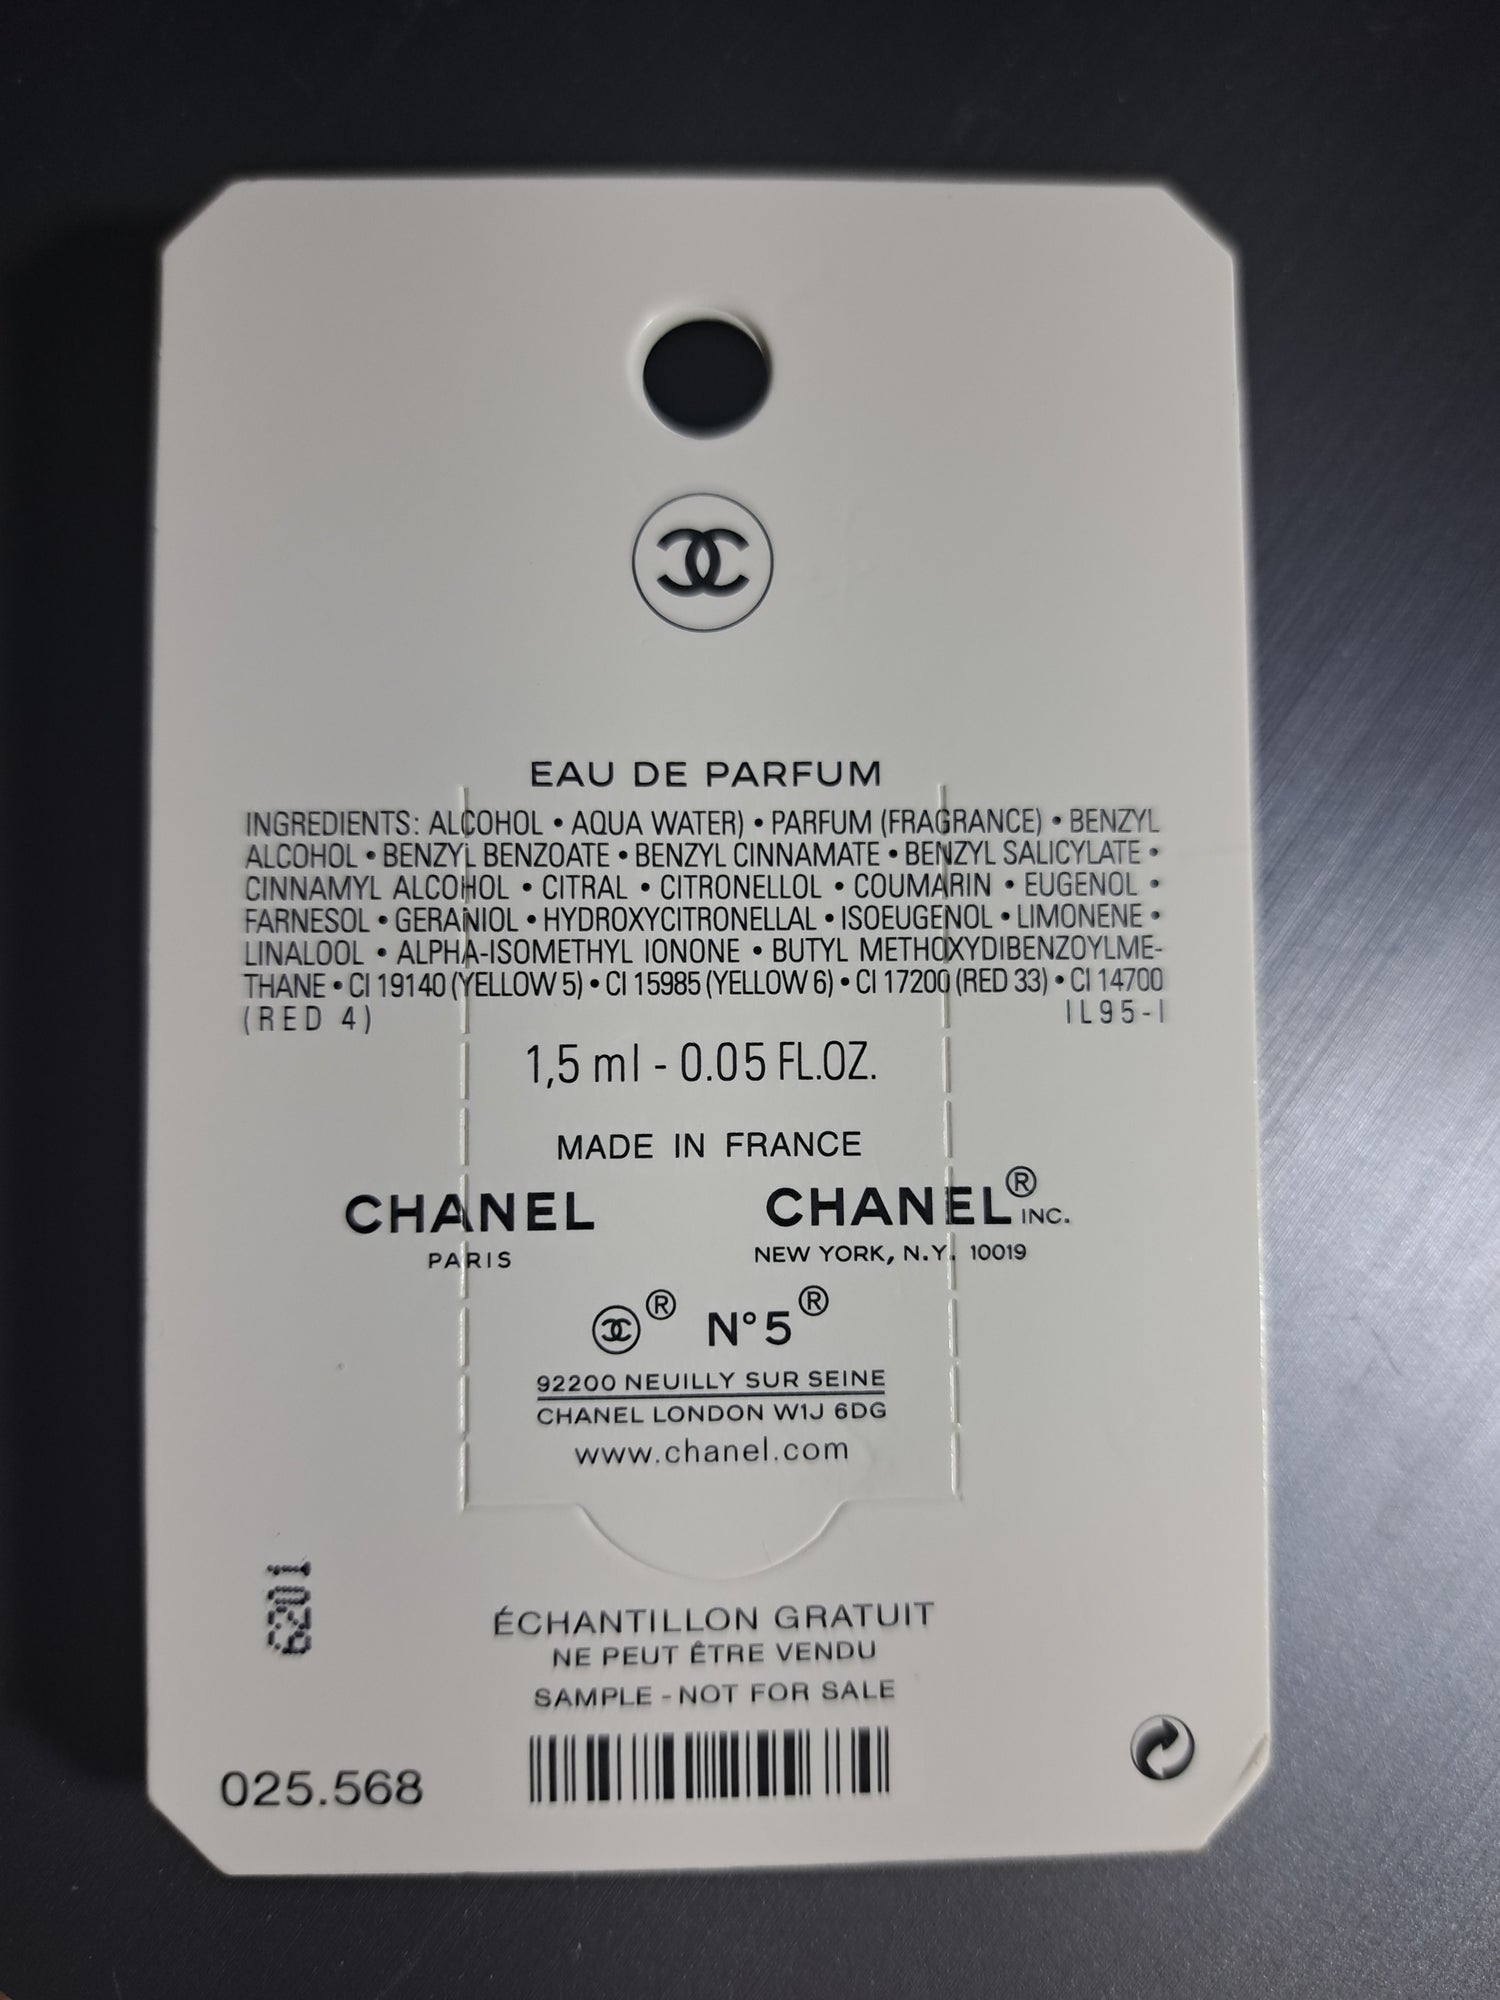 EAU DE PARFUM
INGREDIENTS: ALCOHOL • AQUA WATER) • PARFUM (FRAGRANCE) • BENZYL
ALCOHOL • BENZYL BENZOATE • BENZYL CINNAMATE • BENZYL SALICYLATE •
CINNAMYL ALCOHOL • CITRAL • CITRONELLOL • COUMARIN • EUGENOL •
FARNESOL • GERANIOL • HYDROXYCITRONELLAL • ISOEUGENOL • LIMONENE •
LINALOOL • ALPHA-ISOMETHYL IONONE • BUTYL METHOXYDIBENZOYLME-
THANE • CI 19140 (YELLOW 5) • CI 15985 (YELLOW 6) • CI 17200 (RED 33) • CI 14700
(RED 4) IL95-I
1,5 ml - 0.05 FL.OZ.
MADE IN FRANCE
CHANEL CHANEL® INC.
PARIS NEW YORK, N.Y. 10019
® N°5®
92200 NEUILLY SUR SEINE
CHANEL LONDON W1J 6DG
www.chanel.com
ÉCHANTILLON GRATUIT
NE PEUT ÊTRE VENDU
SAMPLE - NOT FOR SALE
025.568